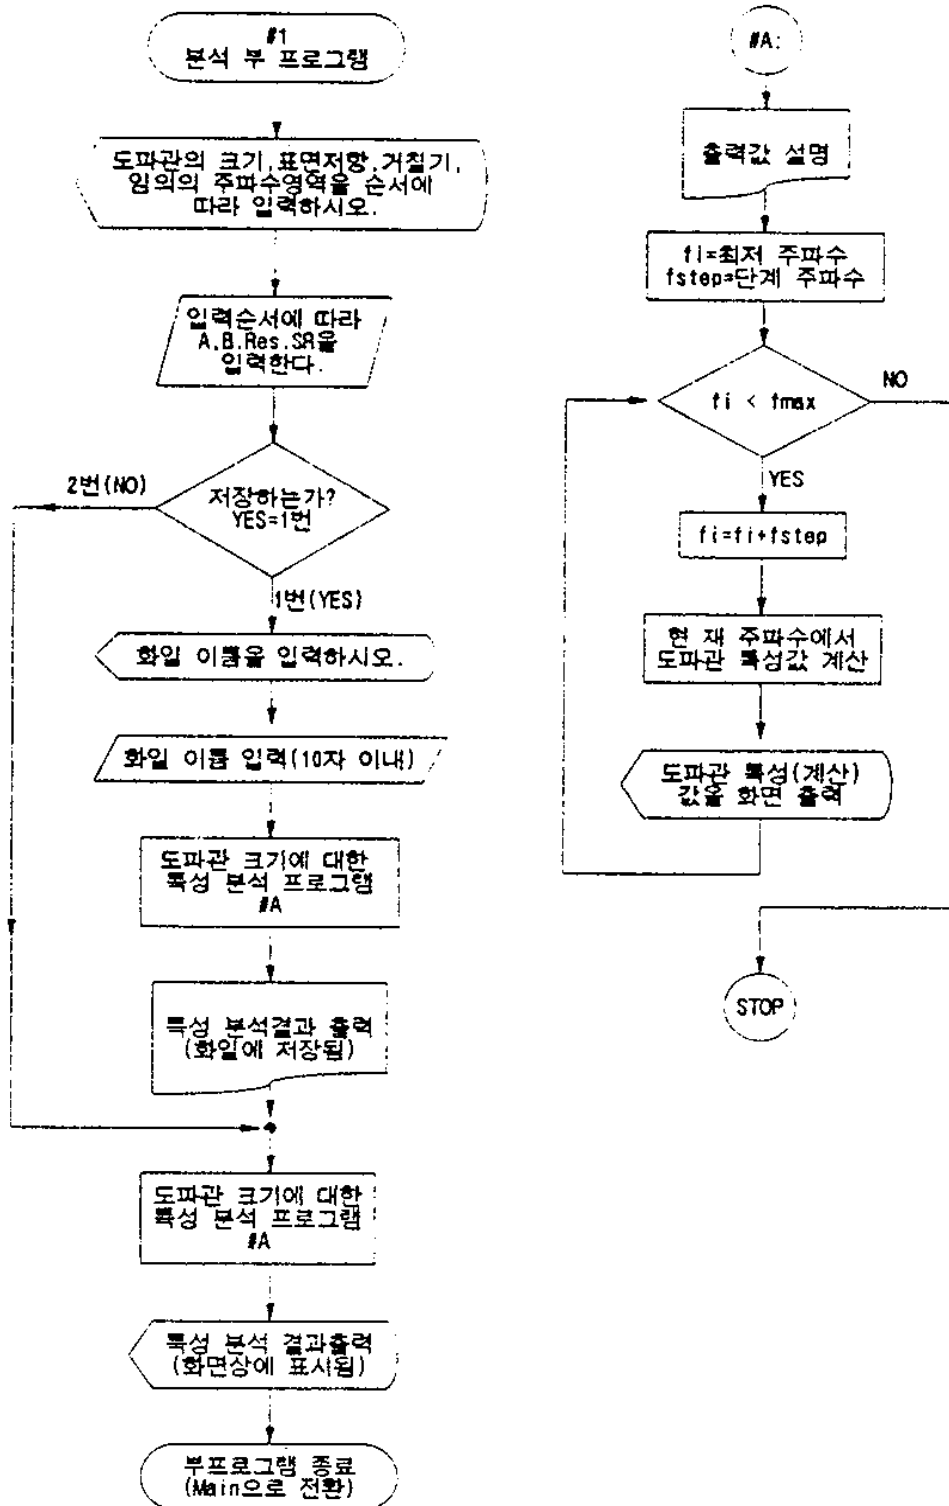 #1
분석 부 프로그램
도파관의 크기,표면저항,거칠기,
임의의 주파수영역을 순서에
따라 입력하시오.
입력순서에 따라
A,B,Res,SR을
입력한다.
저장하는가?
YES=1번
2번(NO)
1번(YES)
화일 이름을 입력하시오.
화일 이름 입력(10자 이내)
도파관 크기에 대한
특성 분석 프로그램
#A
특성 분석결과 출력
(화일에 저장됨)
도파관 크기에 대한
특성 분석 프로그램
#A
특성 분석 결과출력
(화면상에 표시됨)
부프로그램 종료
(Main으로 전환)
#A:
출력값 설명
fi=최저 주파수
fstep=단계 주파수
fi < fmax
NO
YES
fi=fi+fstep
현 재 주파수에서
도파관 특성값 계산
도파관 특성(계산)
값을 화면 출력
STOP